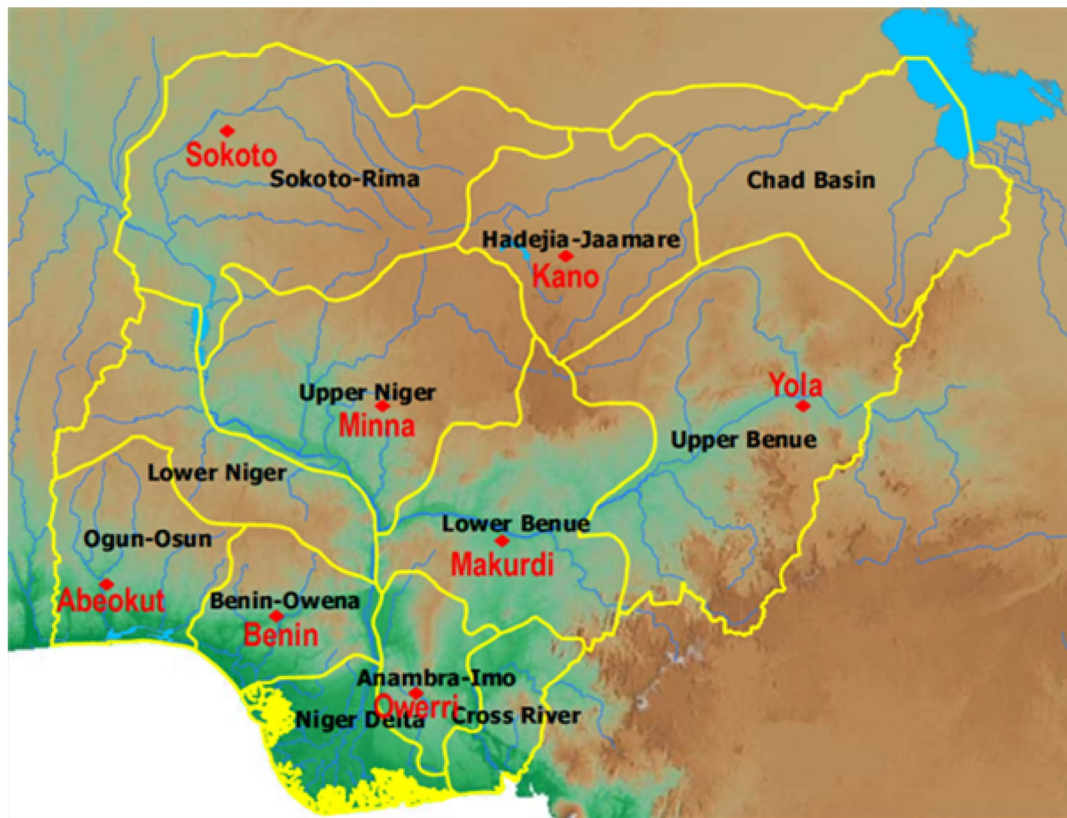 Sokoto
Sokoto-Rima
Chad Basin
Hadejia-Jaamare
Kano
Upper Niger
Minna
Yola
Upper Benue
Lower Niger
Lower Benue
Ogun-Osun
Makurdi
Abeokut
Benin-Owena
Benin
Anambra-Imo
Owerri
Niger Delta
Cross River